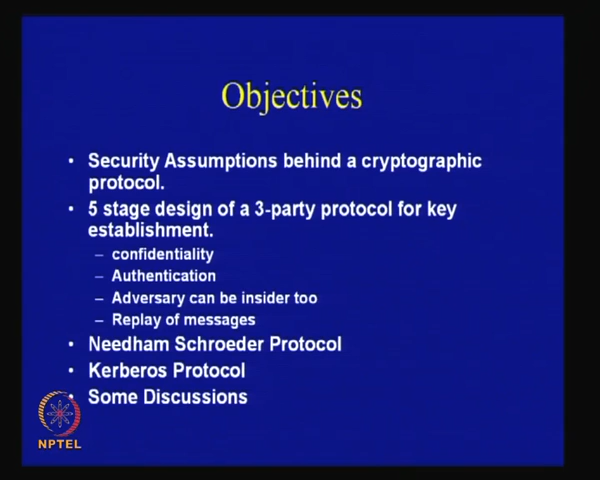 Objectives
• Security Assumptions behind a cryptographic
protocol.
• 5 stage design of a 3-party protocol for key
establishment.
– confidentiality
– Authentication
– Adversary can be insider too
– Replay of messages
• Needham Schroeder Protocol
• Kerberos Protocol
• Some Discussions
NPTEL